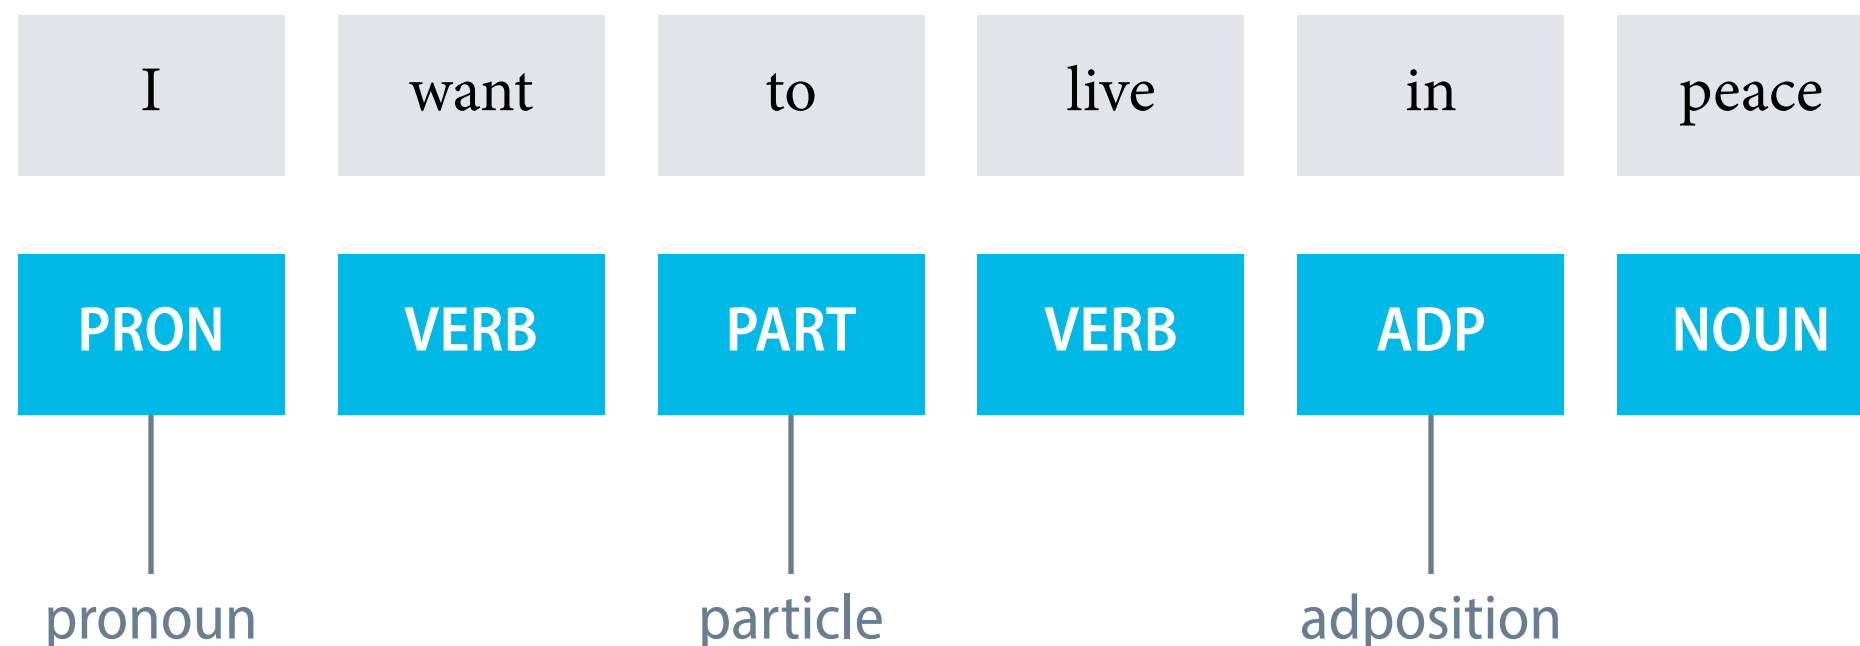 I want to live in peace
PRON VERB PART VERB ADP NOUN
pronoun particle adposition